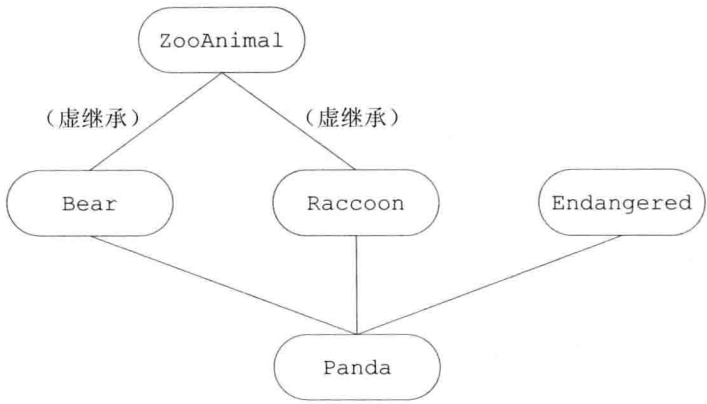 ZooAnimal
（虚继承） （虚继承）
Bear Raccoon Endangered
Panda